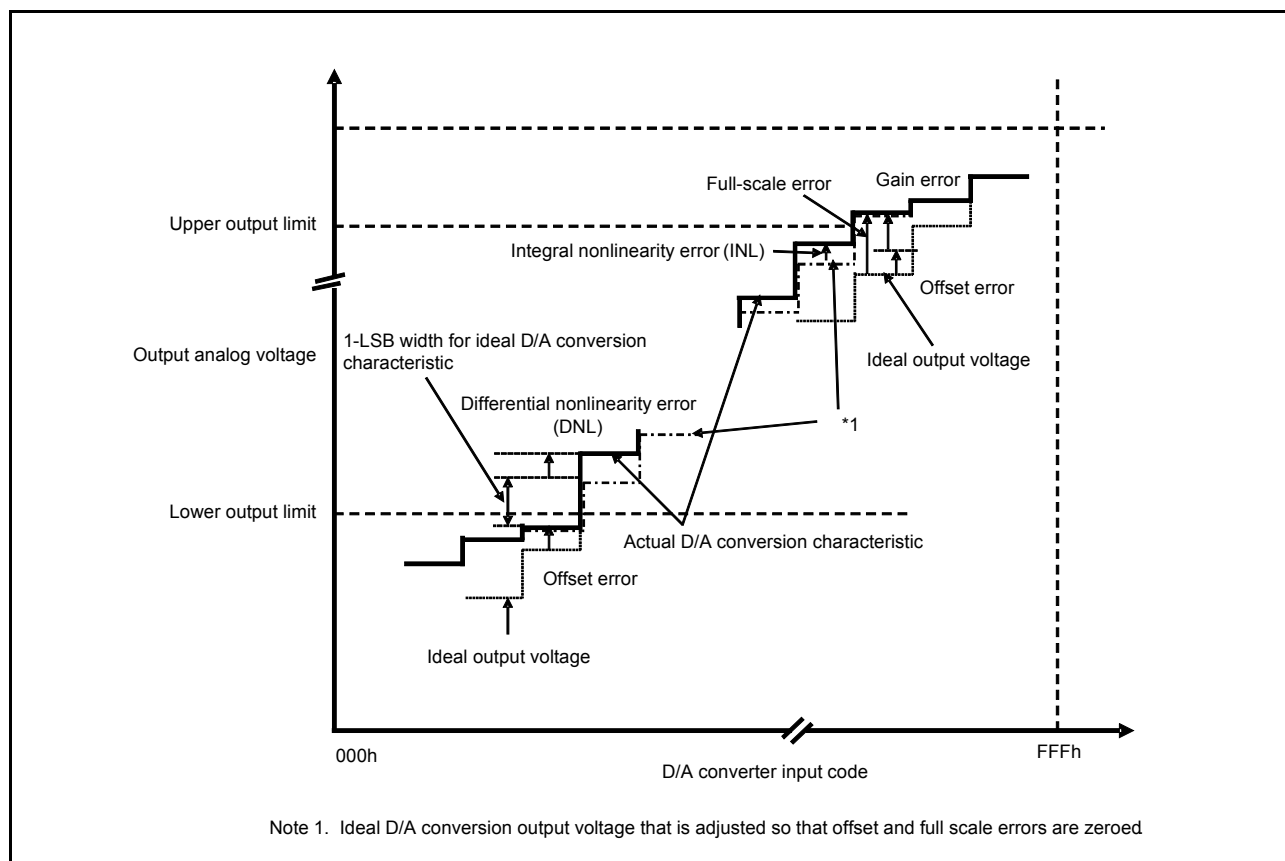 Full-scale error
Gain error
Upper output limit
Integral nonlinearity error (INL)
Offset error
1-LSB width for ideal D/A conversion
characteristic
Output analog voltage
Ideal output voltage
Differential nonlinearity error
(DNL)
*1
Lower output limit
Actual D/A conversion characteristic
Offset error
Ideal output voltage
000h
FFFh
D/A converter input code
Note 1. Ideal D/A conversion output voltage that is adjusted so that offset and full scale errors are zeroed